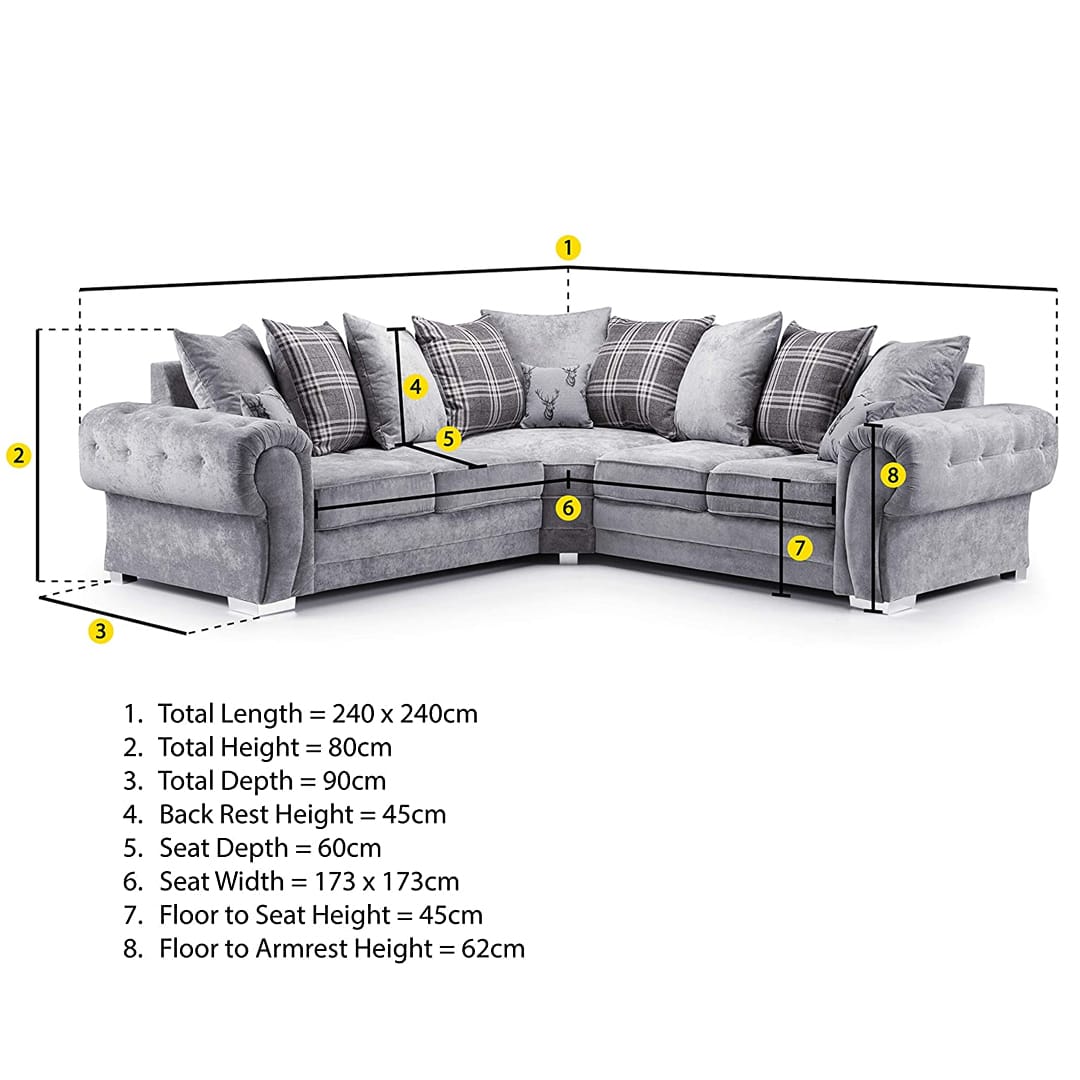 1
2
3
4
5
6
7
8
1. Total Length = 240 x 240cm
2. Total Height = 80cm
3. Total Depth = 90cm
4. Back Rest Height = 45cm
5. Seat Depth = 60cm
6. Seat Width = 173 x 173cm
7. Floor to Seat Height = 45cm
8. Floor to Armrest Height = 62cm